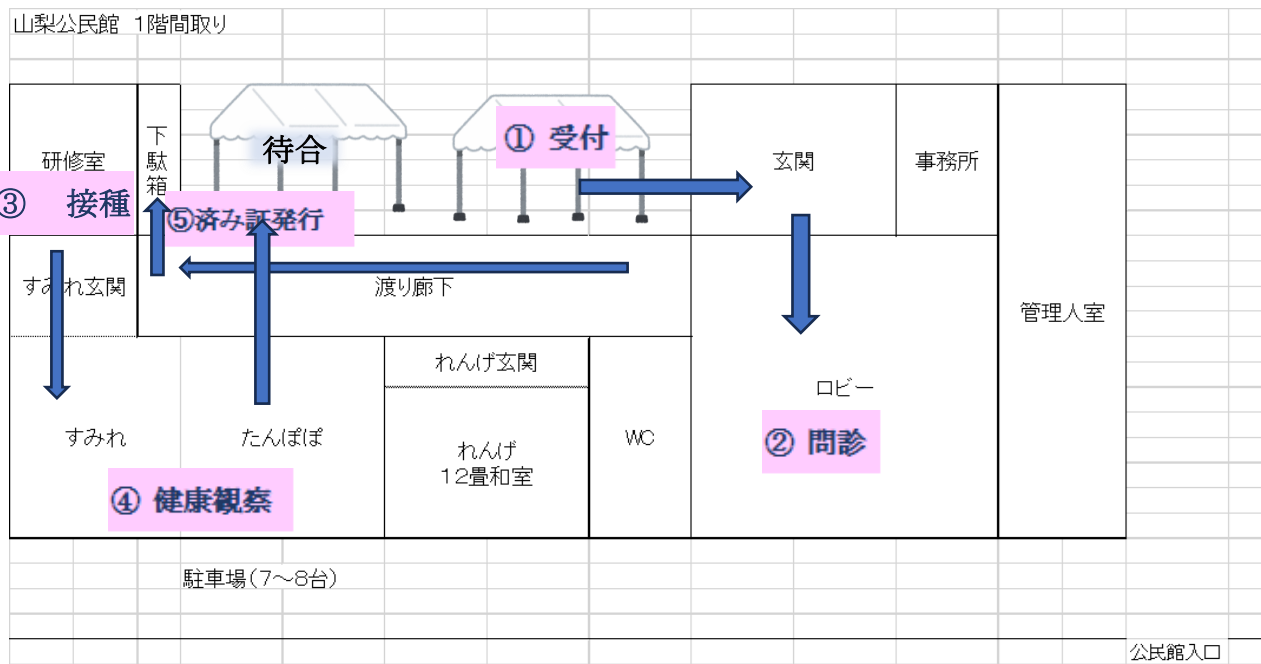 山梨公民館 1階間取り
研修室
下駄箱
待合
① 受付
玄関
事務所
③ 接種
⑤済み証発行
すみれ玄関
渡り廊下
管理人室
れんげ玄関
ロビー
すみれ
たんぽぽ
れんげ
12畳和室
WC
② 問診
④ 健康観察
駐車場(7～8台)
公民館入口